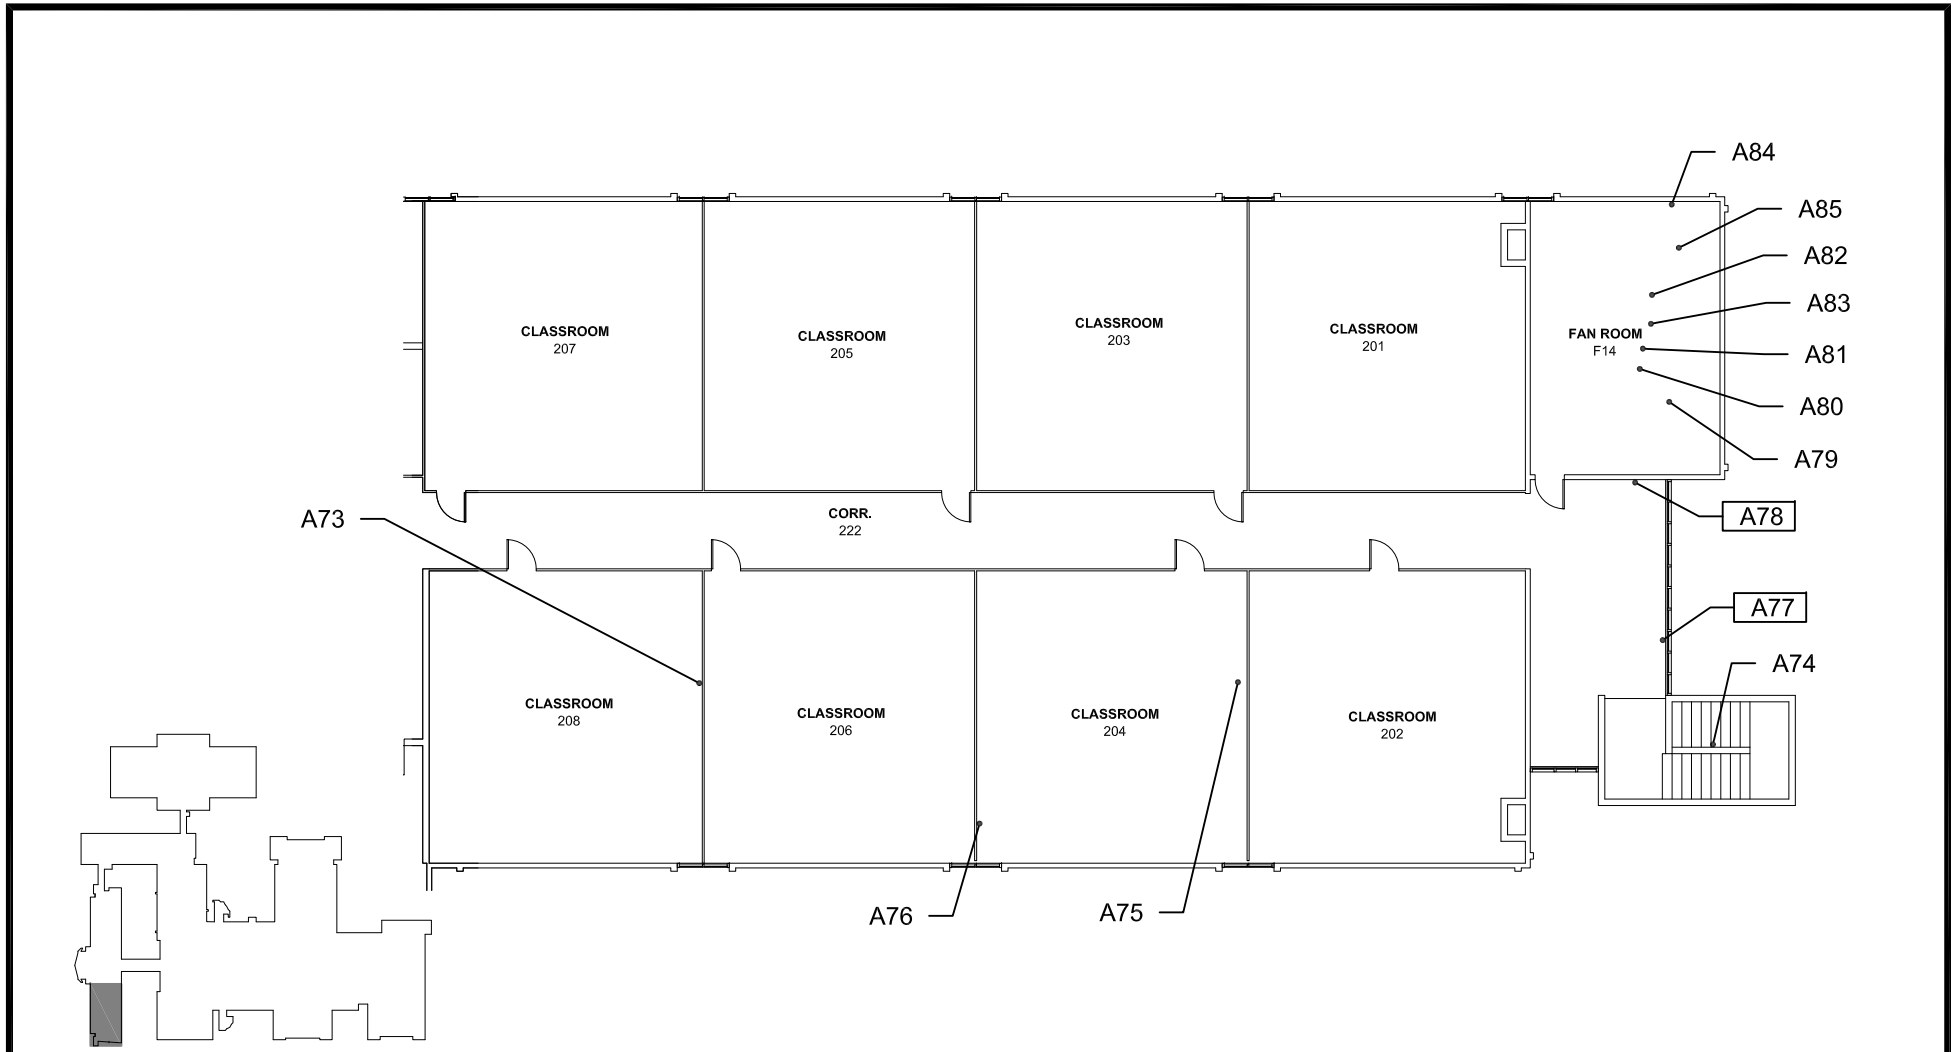 A84
A85
A82
A83
A81
A80
A79
A78
A77
A74
CLASSROOM
207
CLASSROOM
205
CLASSROOM
203
CLASSROOM
201
FAN ROOM
F14
A73
CORR.
222
CLASSROOM
208
CLASSROOM
206
CLASSROOM
204
CLASSROOM
202
A76
A75